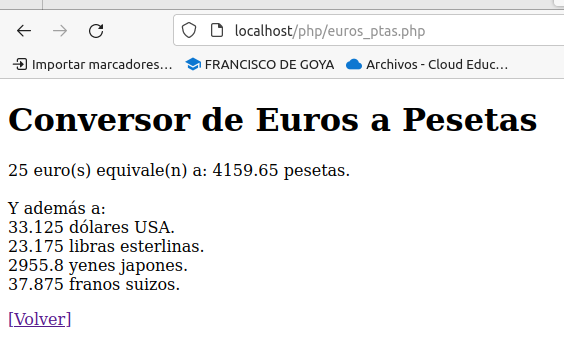 localhost/php/euros_ptas.php
Importar marcadores… FRANCISCO DE GOYA Archivos - Cloud Educ…
Conversor de Euros a Pesetas
25 euro(s) equivale(n) a: 4159.65 pesetas.
Y además a:
33.125 dólares USA.
23.175 libras esterlinas.
2955.8 yenes japones.
37.875 franos suizos.
[Volver]